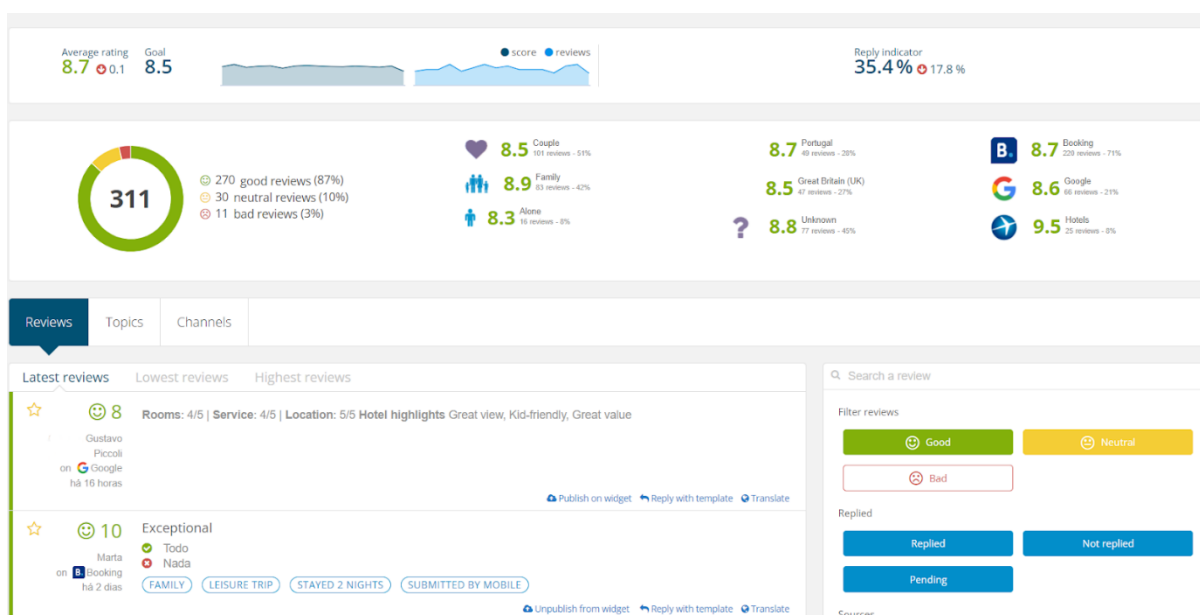 Average rating Goal
8.7 0.1 8.5
score reviews
Reply indicator
35.4% 17.8 %
311
270 good reviews (87%)
30 neutral reviews (10%)
11 bad reviews (3%)
8.5 Couple
101 reviews - 51%
8.9 Family
83 reviews - 42%
8.3 Alone
16 reviews - 8%
8.7 Portugal
49 reviews - 28%
8.5 Great Britain (UK)
47 reviews - 27%
? 8.8 Unknown
77 reviews - 45%
B. 8.7 Booking
220 reviews - 71%
G 8.6 Google
66 reviews - 21%
9.5 Hotels
25 reviews - 8%
Reviews Topics Channels
Latest reviews Lowest reviews Highest reviews
8
Gustavo
Piccoli
on G Google
há 16 horas
Rooms: 4/5 | Service: 4/5 | Location: 5/5 Hotel highlights Great view, Kid-friendly, Great value
Publish on widget Reply with template Translate
10
Marta
on B. Booking
há 2 dias
Exceptional
Todo
Nada
FAMILY LEISURE TRIP STAYED 2 NIGHTS SUBMITTED BY MOBILE
Unpublish from widget Reply with template Translate
Search a review
Filter reviews
Good Neutral
Bad
Replied
Replied Not replied
Pending
Sources